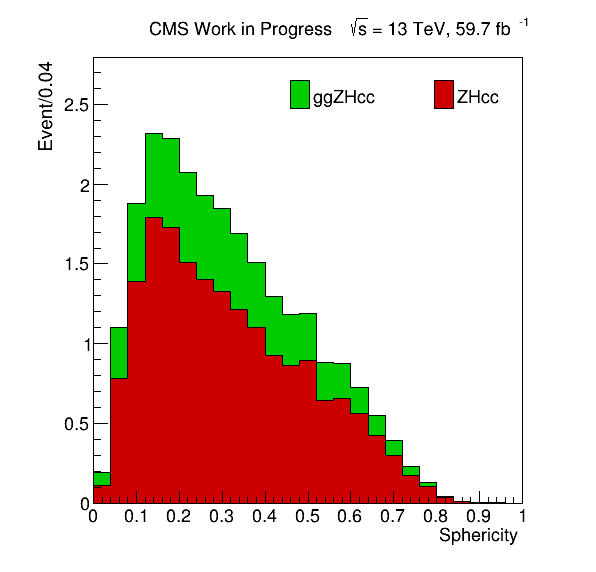 CMS Work in Progress √s = 13 TeV, 59.7 fb⁻¹
Event/0.04
ggZHcc ZHcc
2.5
2
1.5
1
0.5
0
0 0.1 0.2 0.3 0.4 0.5 0.6 0.7 0.8 0.9 1
Sphericity